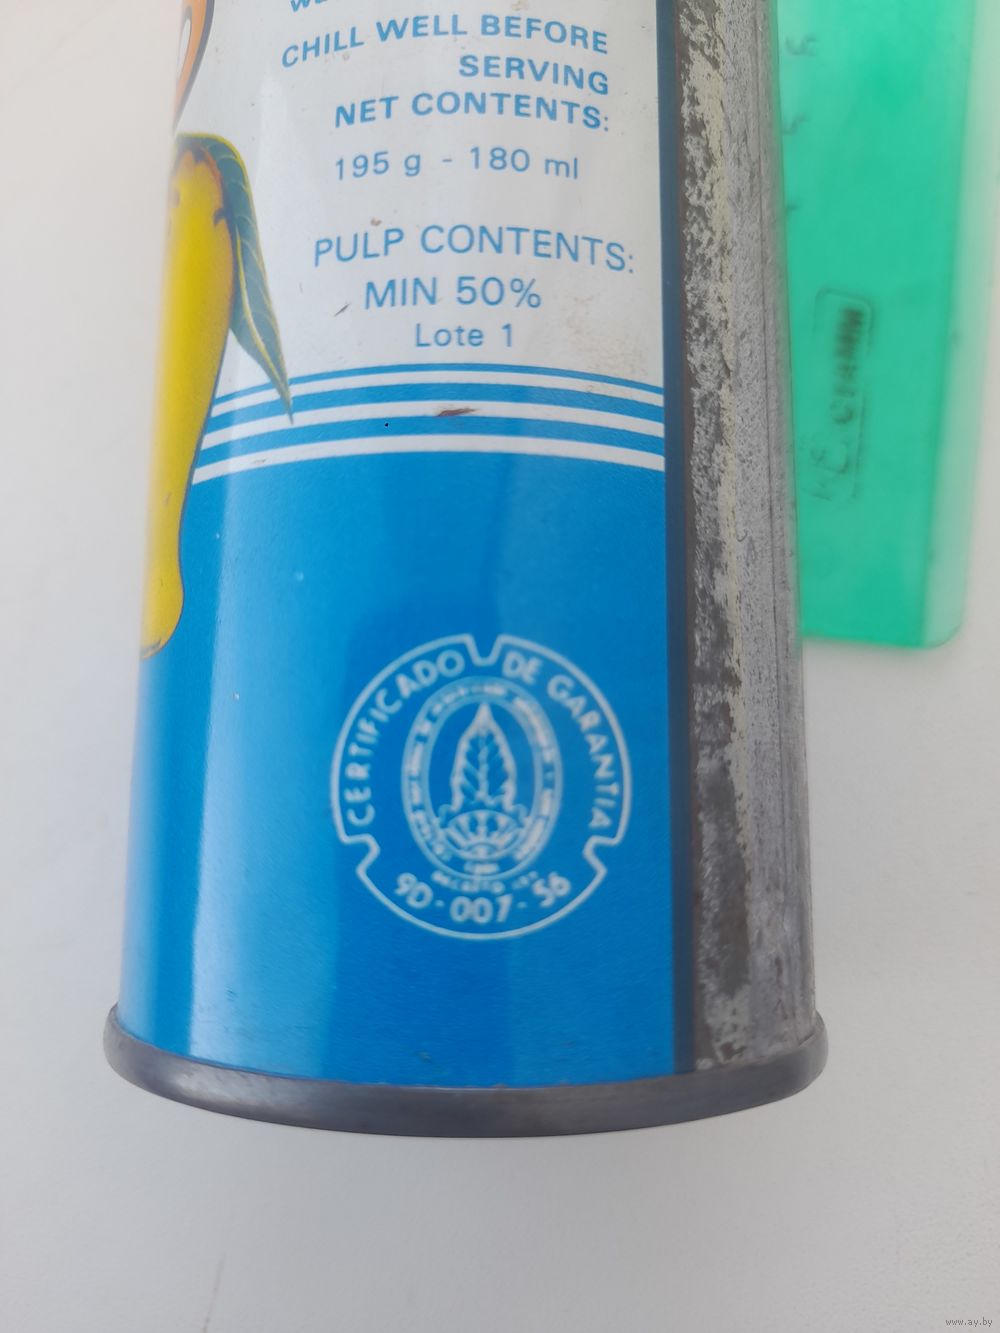 CHILL WELL BEFORE
SERVING
NET CONTENTS:
195 g - 180 ml
PULP CONTENTS:
MIN 50%
Lote 1
CERTIFICADO DE GARANTIA
90-007-56
www.ay.by